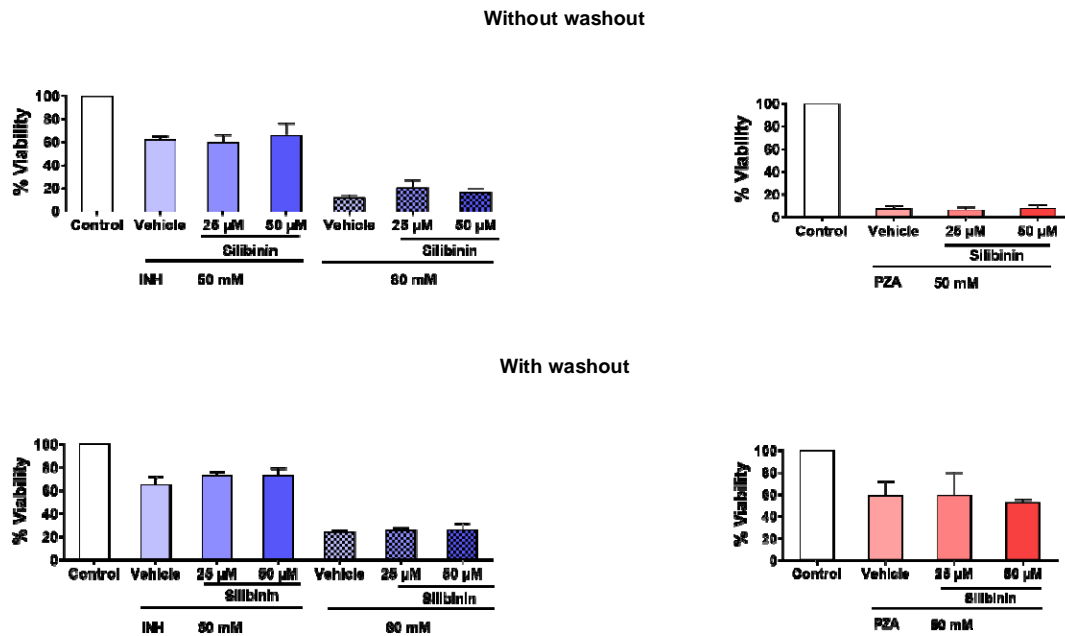 Without washout
% Viability
100
80
60
40
20
0
Control Vehicle 25 µM 50 µM Vehicle 25 µM 50 µM
Silibinin Silibinin
INH 50 mM 80 mM
% Viability
100
80
60
40
20
0
Control Vehicle 25 µM 50 µM
Silibinin
PZA 50 mM
With washout
% Viability
100
80
60
40
20
0
Control Vehicle 25 µM 50 µM Vehicle 25 µM 50 µM
Silibinin Silibinin
INH 50 mM 80 mM
% Viability
100
80
60
40
20
0
Control Vehicle 25 µM 50 µM
Silibinin
PZA 50 mM